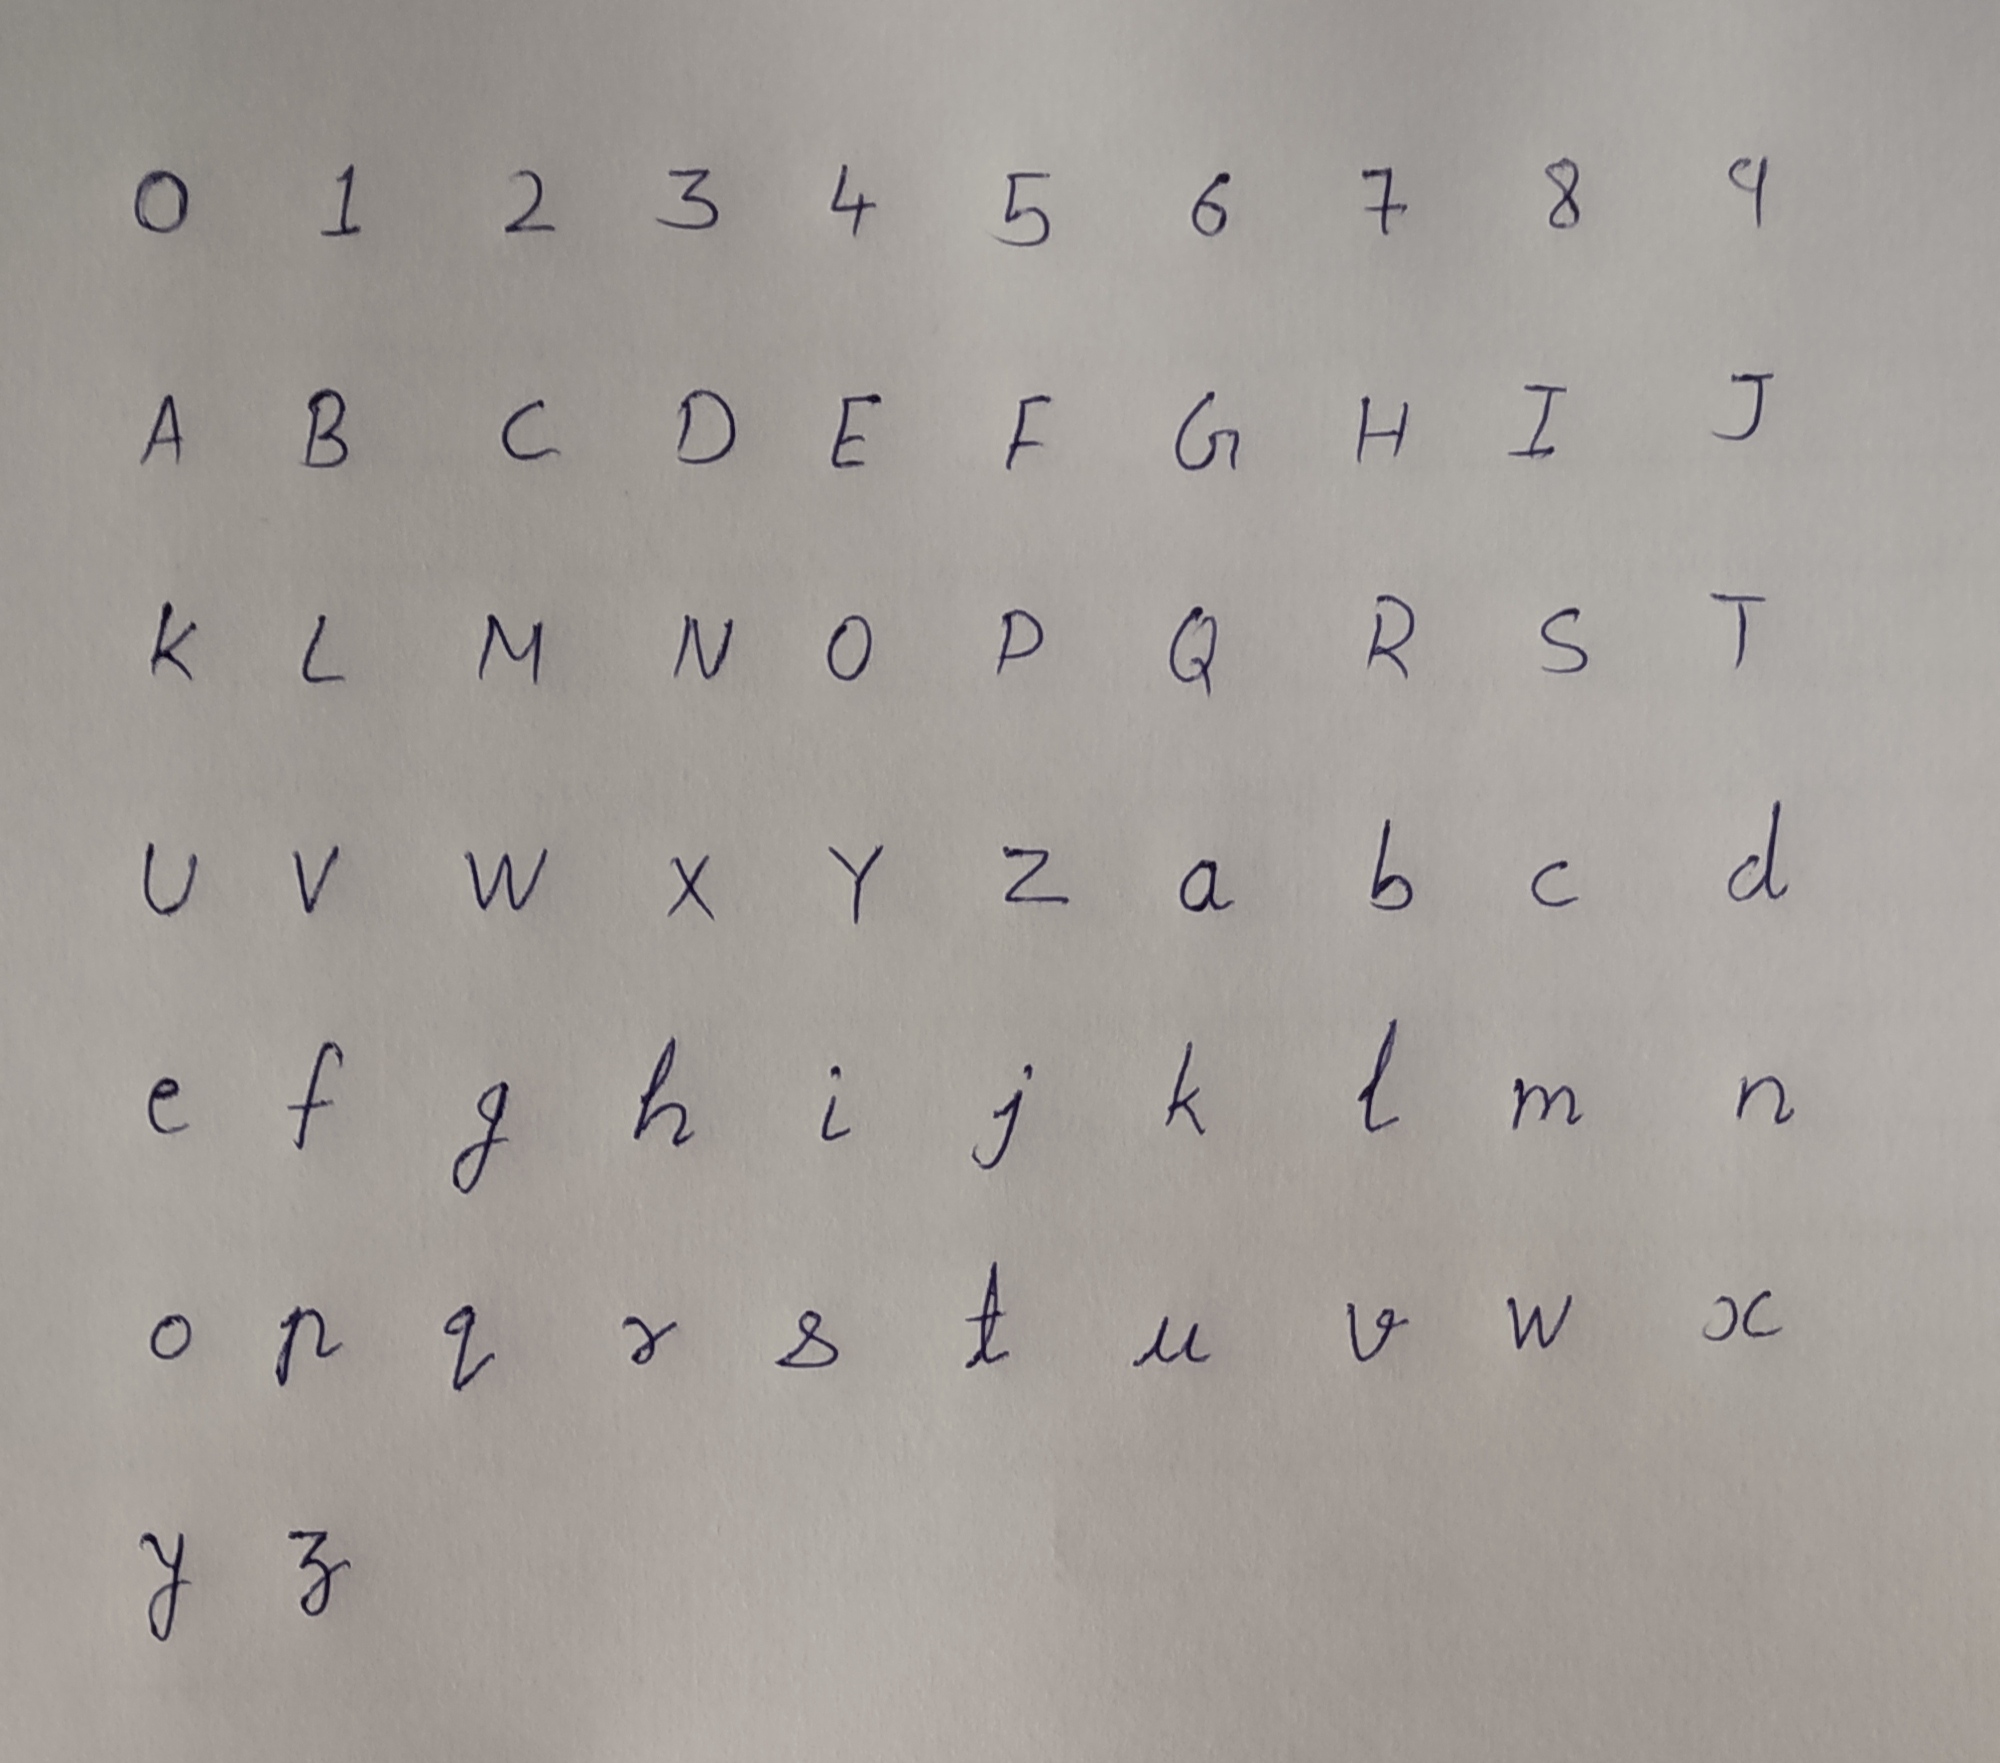 0 1 2 3 4 5 6 7 8 9
A B C D E F G H I J
K L M N O P Q R S T
U V W X Y Z a b c d
e f g h i j k l m n
o p q r s t u v w x
y z